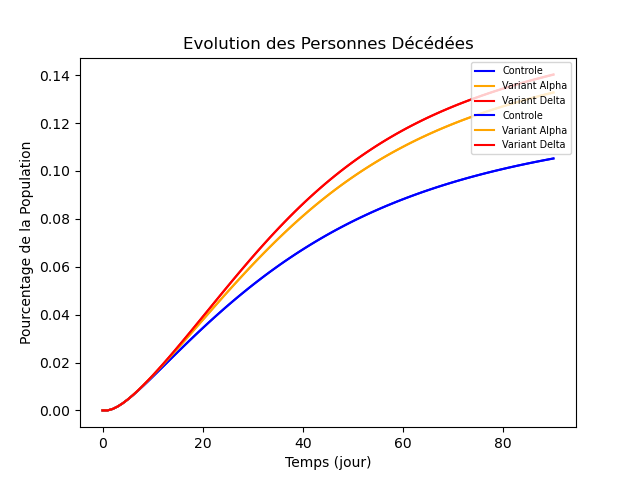 Evolution des Personnes Décédées
Pourcentage de la Population
0.14
0.12
0.10
0.08
0.06
0.04
0.02
0.00
Controle
Variant Alpha
Variant Delta
Controle
Variant Alpha
Variant Delta
0 20 40 60 80
Temps (jour)